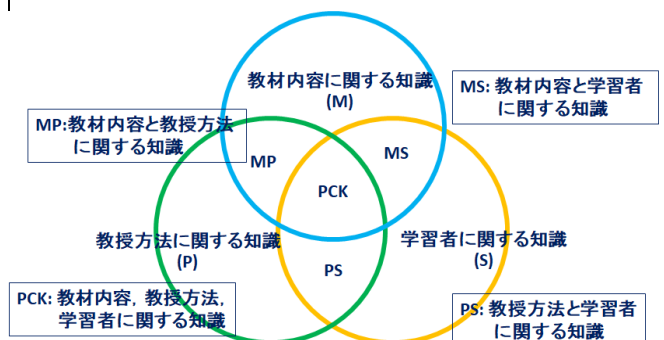 教材内容に関する知識
(M)
MS: 教材内容と学習者
に関する知識
MP:教材内容と教授方法
に関する知識
MP
MS
PCK
教授方法に関する知識
(P)
学習者に関する知識
(S)
PS
PCK: 教材内容, 教授方法,
学習者に関する知識
PS: 教授方法と学習者
に関する知識